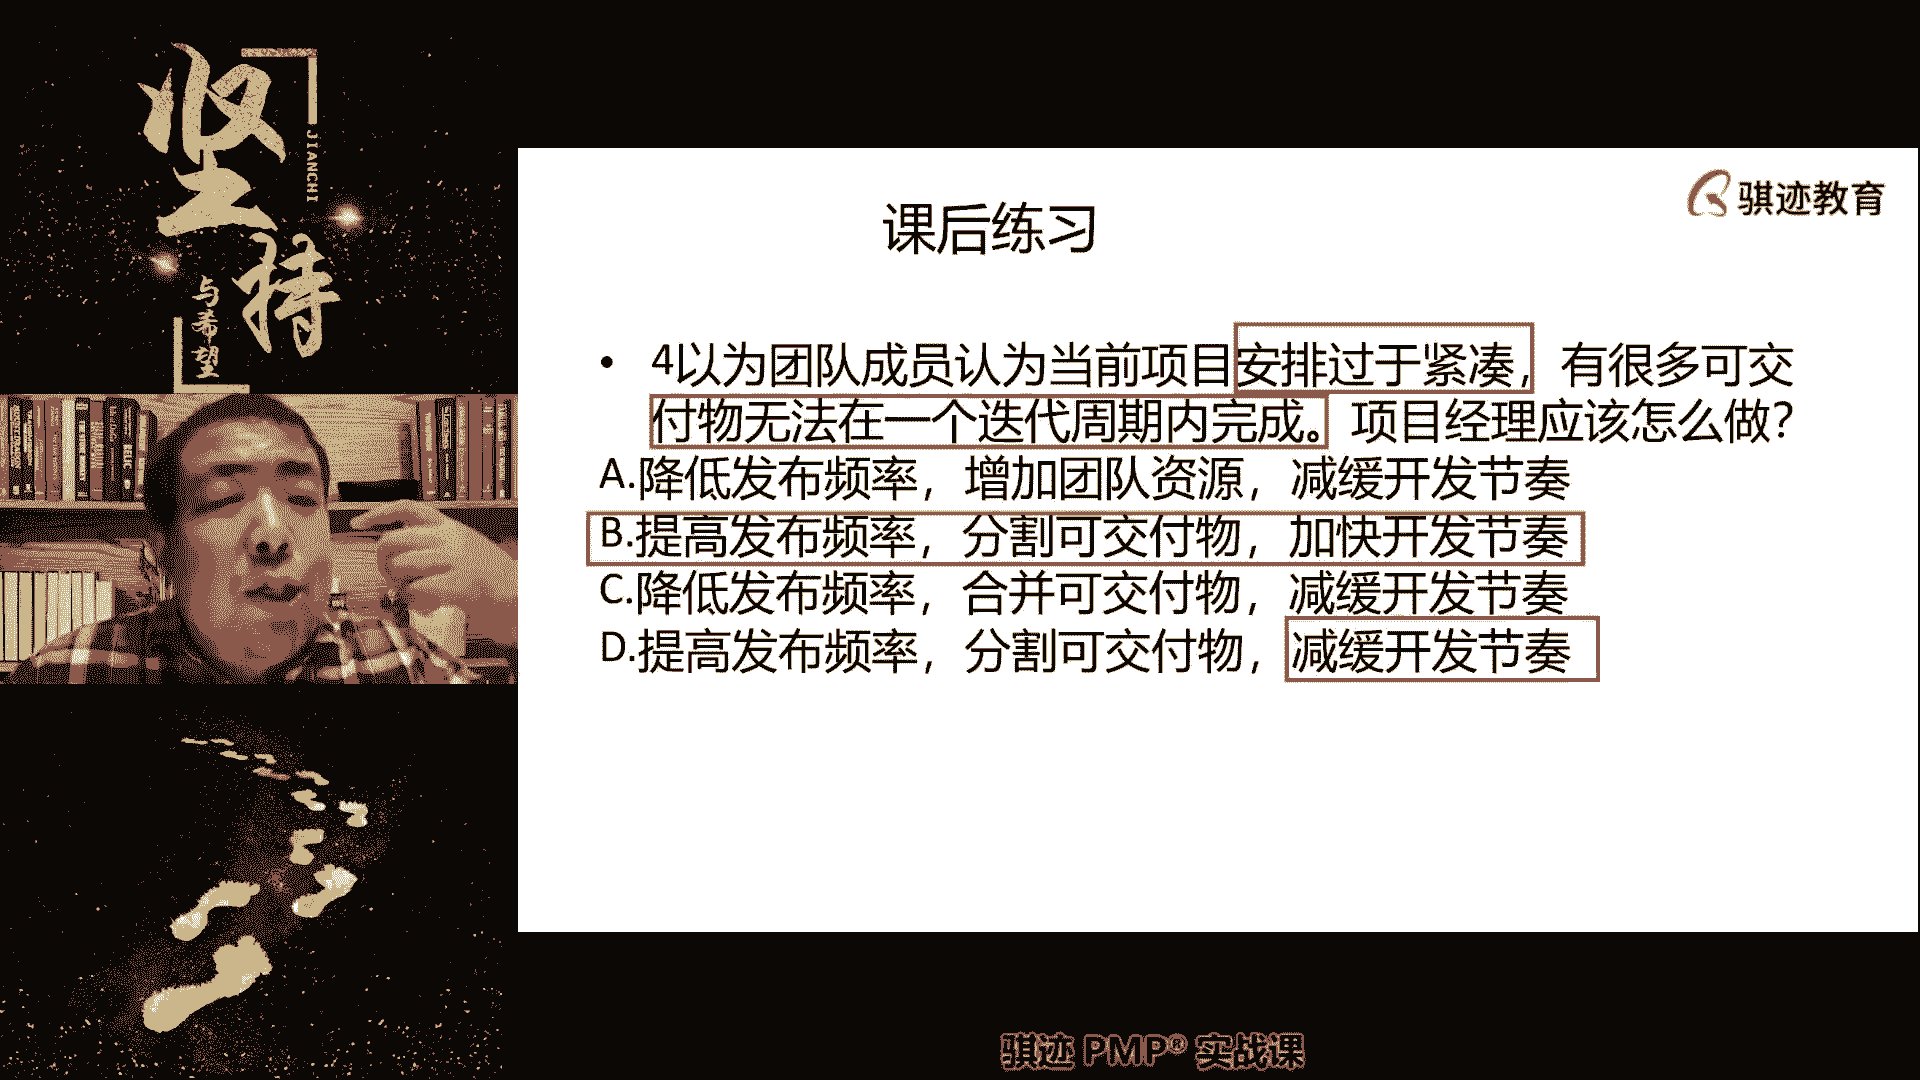 坚持
JIANCHI
与希望
骐迹教育
课后练习
• 4以为团队成员认为当前项目安排过于紧凑，有很多可交
付物无法在一个迭代周期内完成。项目经理应该怎么做？
A.降低发布频率，增加团队资源，减缓开发节奏
B.提高发布频率，分割可交付物，加快开发节奏
C.降低发布频率，合并可交付物，减缓开发节奏
D.提高发布频率，分割可交付物，减缓开发节奏
骐迹 PMP® 实战课